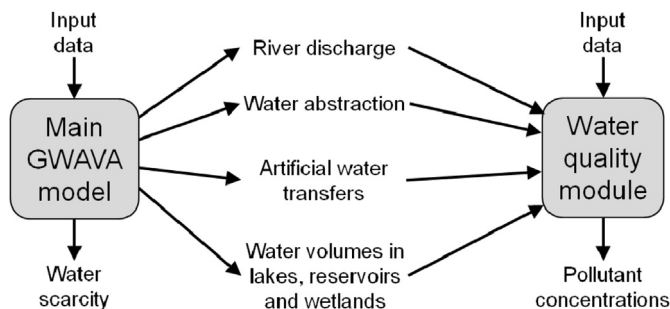 Input
data
Main
GWAVA
model
Water
scarcity
River discharge
Water abstraction
Artificial water
transfers
Water volumes in
lakes, reservoirs
and wetlands
Input
data
Water
quality
module
Pollutant
concentrations